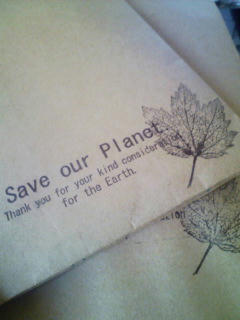 Save our Planet
Thank you for your kind consideration
for the Earth.